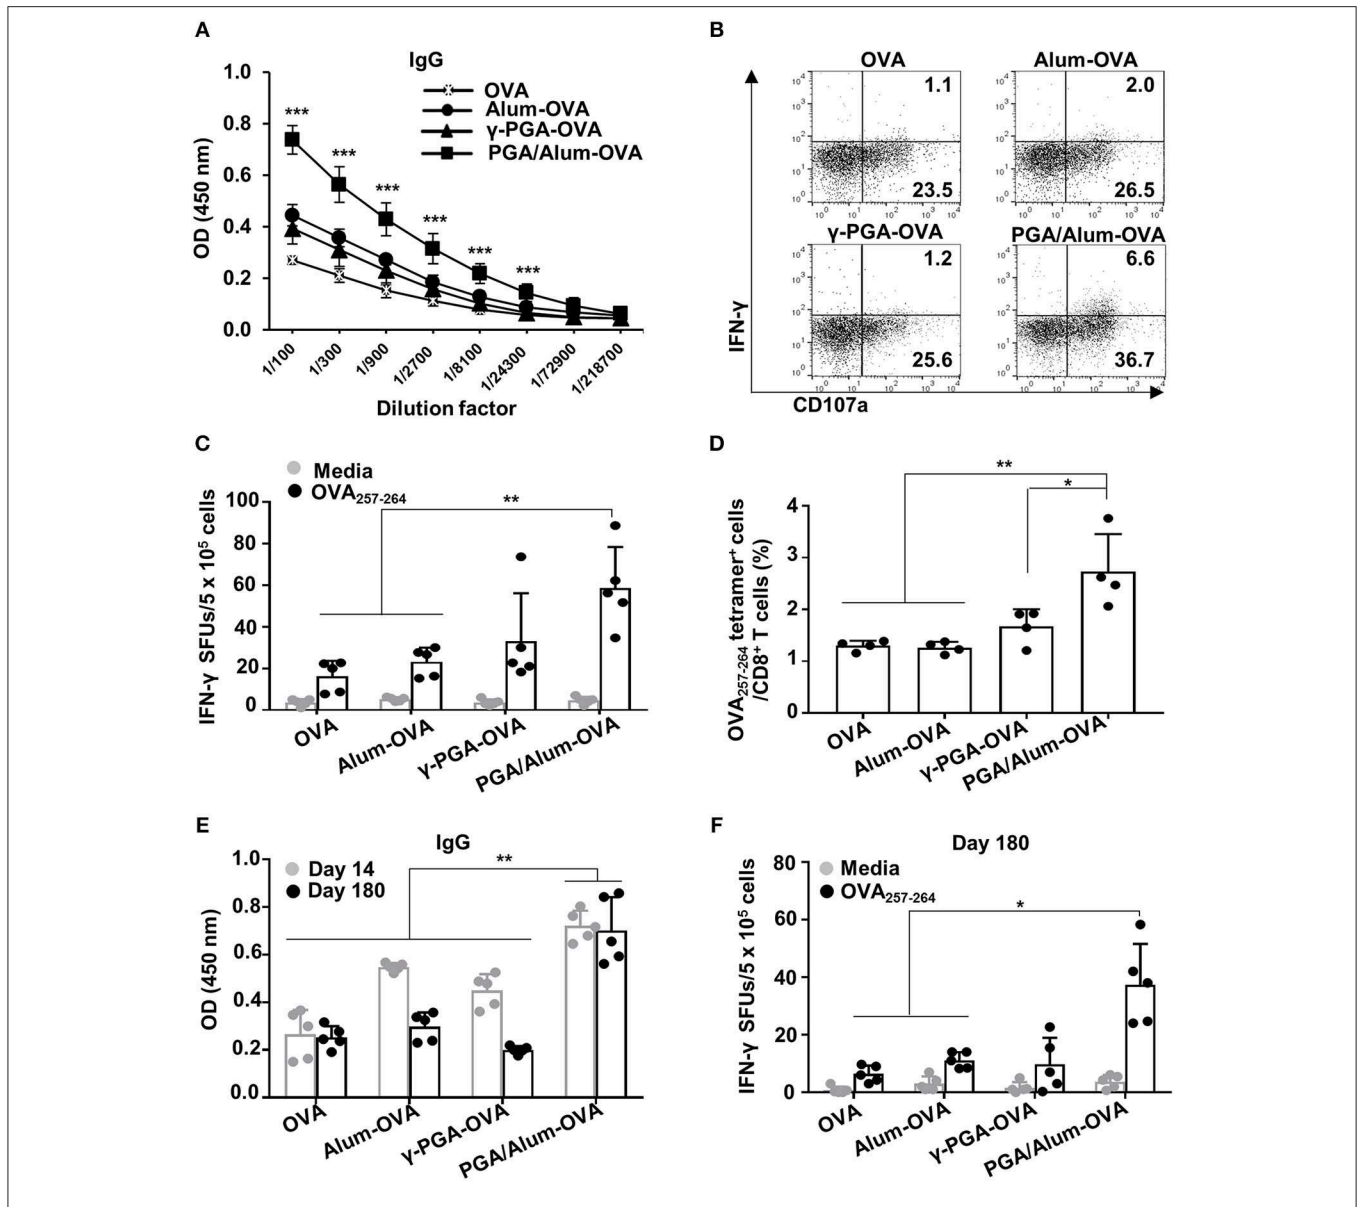 A
IgG
1.0
0.8
0.6
0.4
0.2
0.0
OD (450 nm)
OVA
Alum-OVA
γ-PGA-OVA
PGA/Alum-OVA
***
***
***
***
***
***
1/100
1/300
1/900
1/2700
1/8100
1/24300
1/72900
1/218700
Dilution factor
B
OVA
1.1
23.5
Alum-OVA
2.0
26.5
γ-PGA-OVA
1.2
25.6
PGA/Alum-OVA
6.6
36.7
IFN-γ
CD107a
C
Media
OVA257-264
**
100
80
60
40
20
0
IFN-γ SFUs/5 x 10⁵ cells
OVA
Alum-OVA
γ-PGA-OVA
PGA/Alum-OVA
D
**
*
4
3
2
1
0
OVA257-264 tetramer⁺ cells
/CD8⁺ T cells (%)
OVA
Alum-OVA
γ-PGA-OVA
PGA/Alum-OVA
E
IgG
Day 14
Day 180
**
1.0
0.8
0.6
0.4
0.2
0.0
OD (450 nm)
OVA
Alum-OVA
γ-PGA-OVA
PGA/Alum-OVA
F
Day 180
Media
OVA257-264
*
80
60
40
20
0
IFN-γ SFUs/5 x 10⁵ cells
OVA
Alum-OVA
γ-PGA-OVA
PGA/Alum-OVA